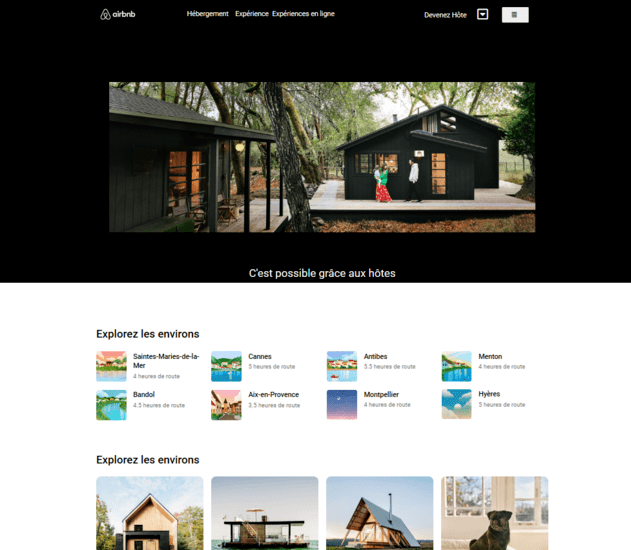 airbnb
Hébergement Expérience Expériences en ligne
Devenez Hôte
C'est possible grâce aux hôtes
Explorez les environs
Saintes-Maries-de-la-
Mer
4 heures de route
Cannes
5 heures de route
Antibes
5.5 heures de route
Menton
4 heures de route
Bandol
4.5 heures de route
Aix-en-Provence
3.5 heures de route
Montpellier
4 heures de route
Hyères
5 heures de route
Explorez les environs